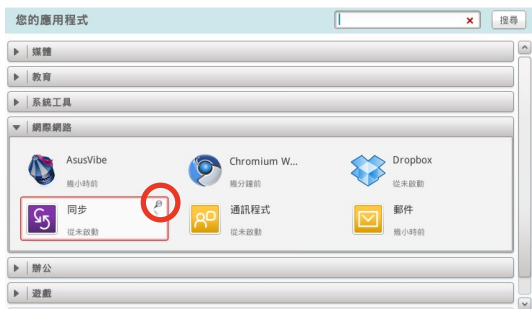 您的應用程式
搜尋
媒體
教育
系統工具
網際網路
AsusVibe
幾小時前
Chromium W...
幾分鐘前
Dropbox
從未啟動
同步
從未啟動
通訊程式
從未啟動
郵件
幾小時前
辦公
遊戲